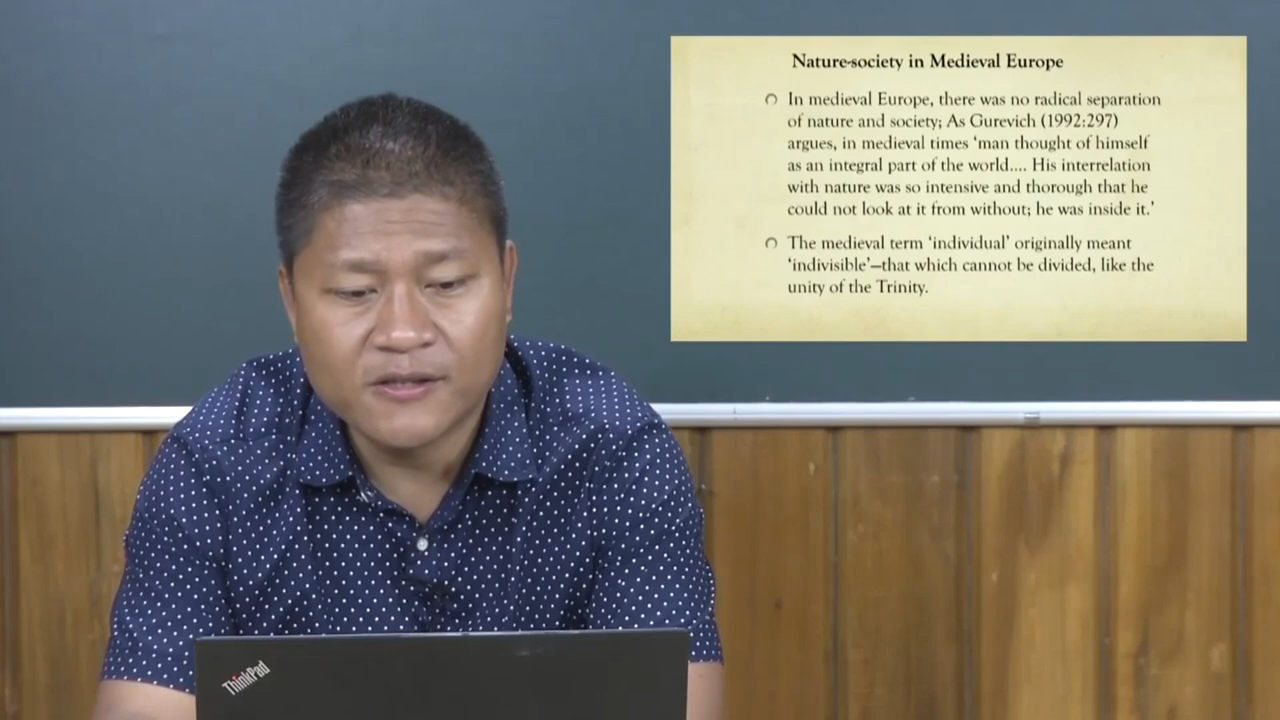 Nature-society in Medieval Europe
In medieval Europe, there was no radical separation
of nature and society; As Gurevich (1992:297)
argues, in medieval times ‘man thought of himself
as an integral part of the world.... His interrelation
with nature was so intensive and thorough that he
could not look at it from without; he was inside it.’
The medieval term ‘individual’ originally meant
‘indivisible’—that which cannot be divided, like the
unity of the Trinity.
ThinkPad